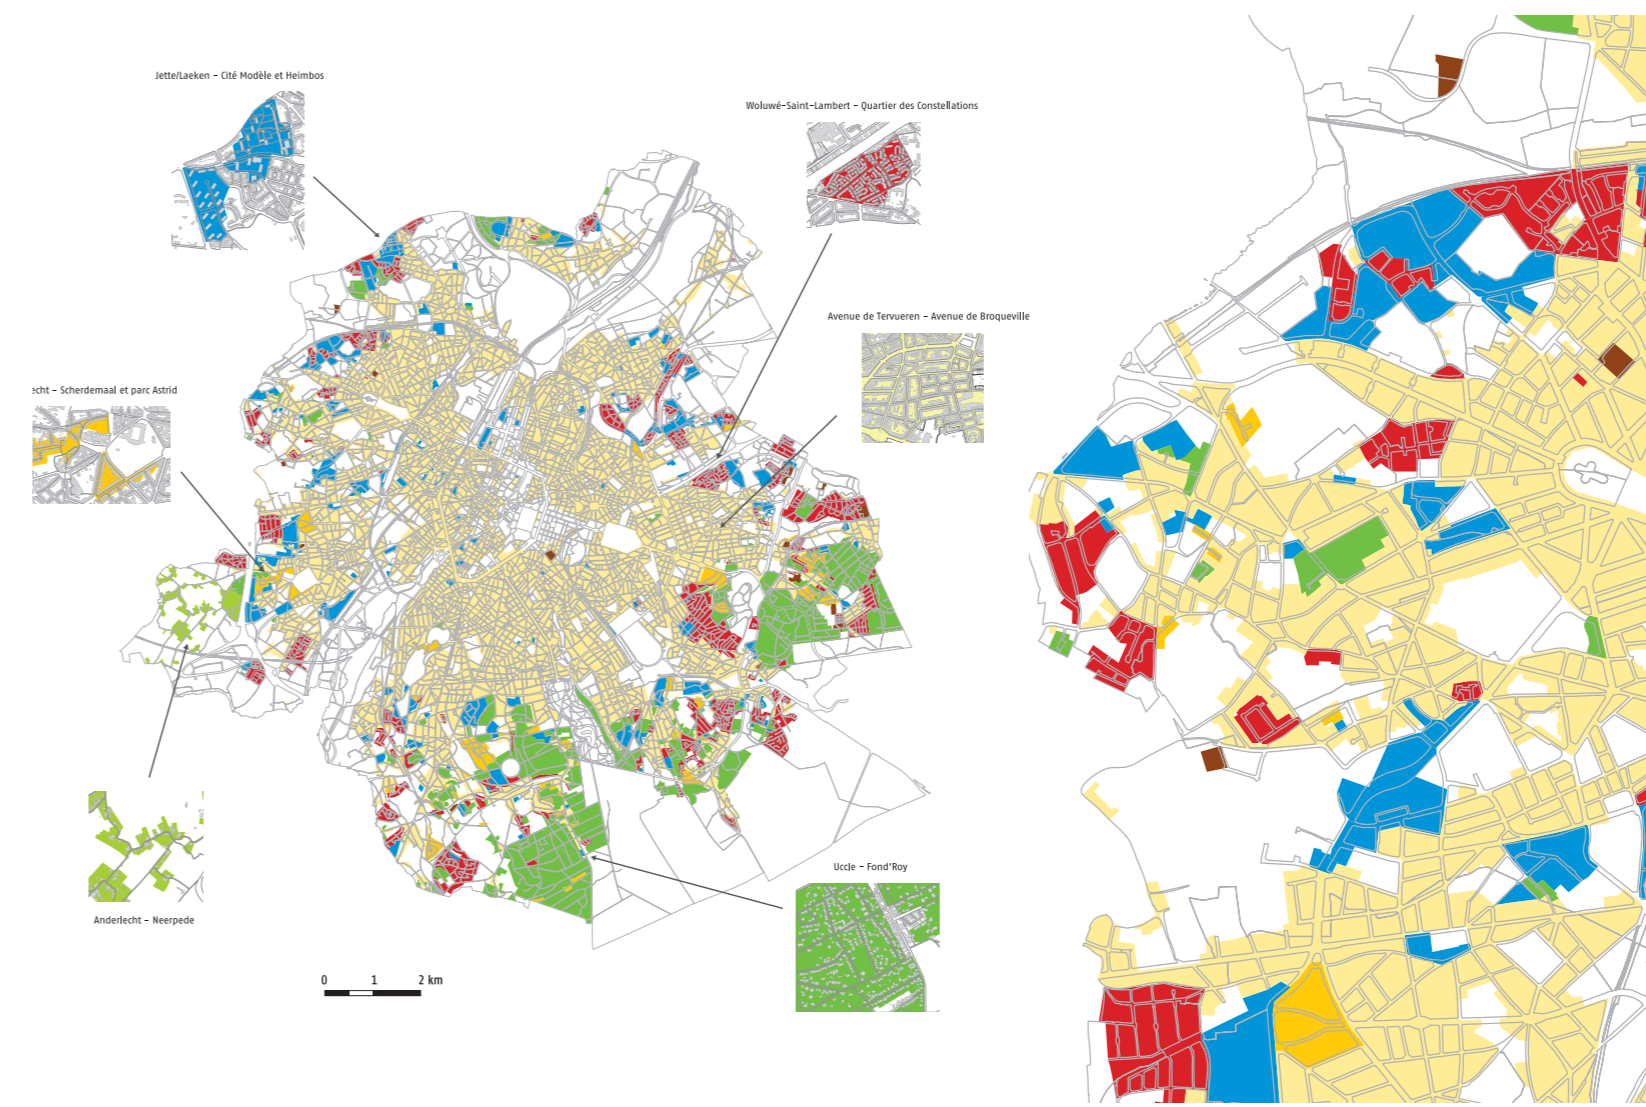 Jette/Laeken – Cité Modèle et Heimbos
Woluwé-Saint-Lambert – Quartier des Constellations
Avenue de Tervueren – Avenue de Broqueville
echt – Scherdemaal et parc Astrid
Uccle – Fond'Roy
Anderlecht – Neerpede
0 1 2 km